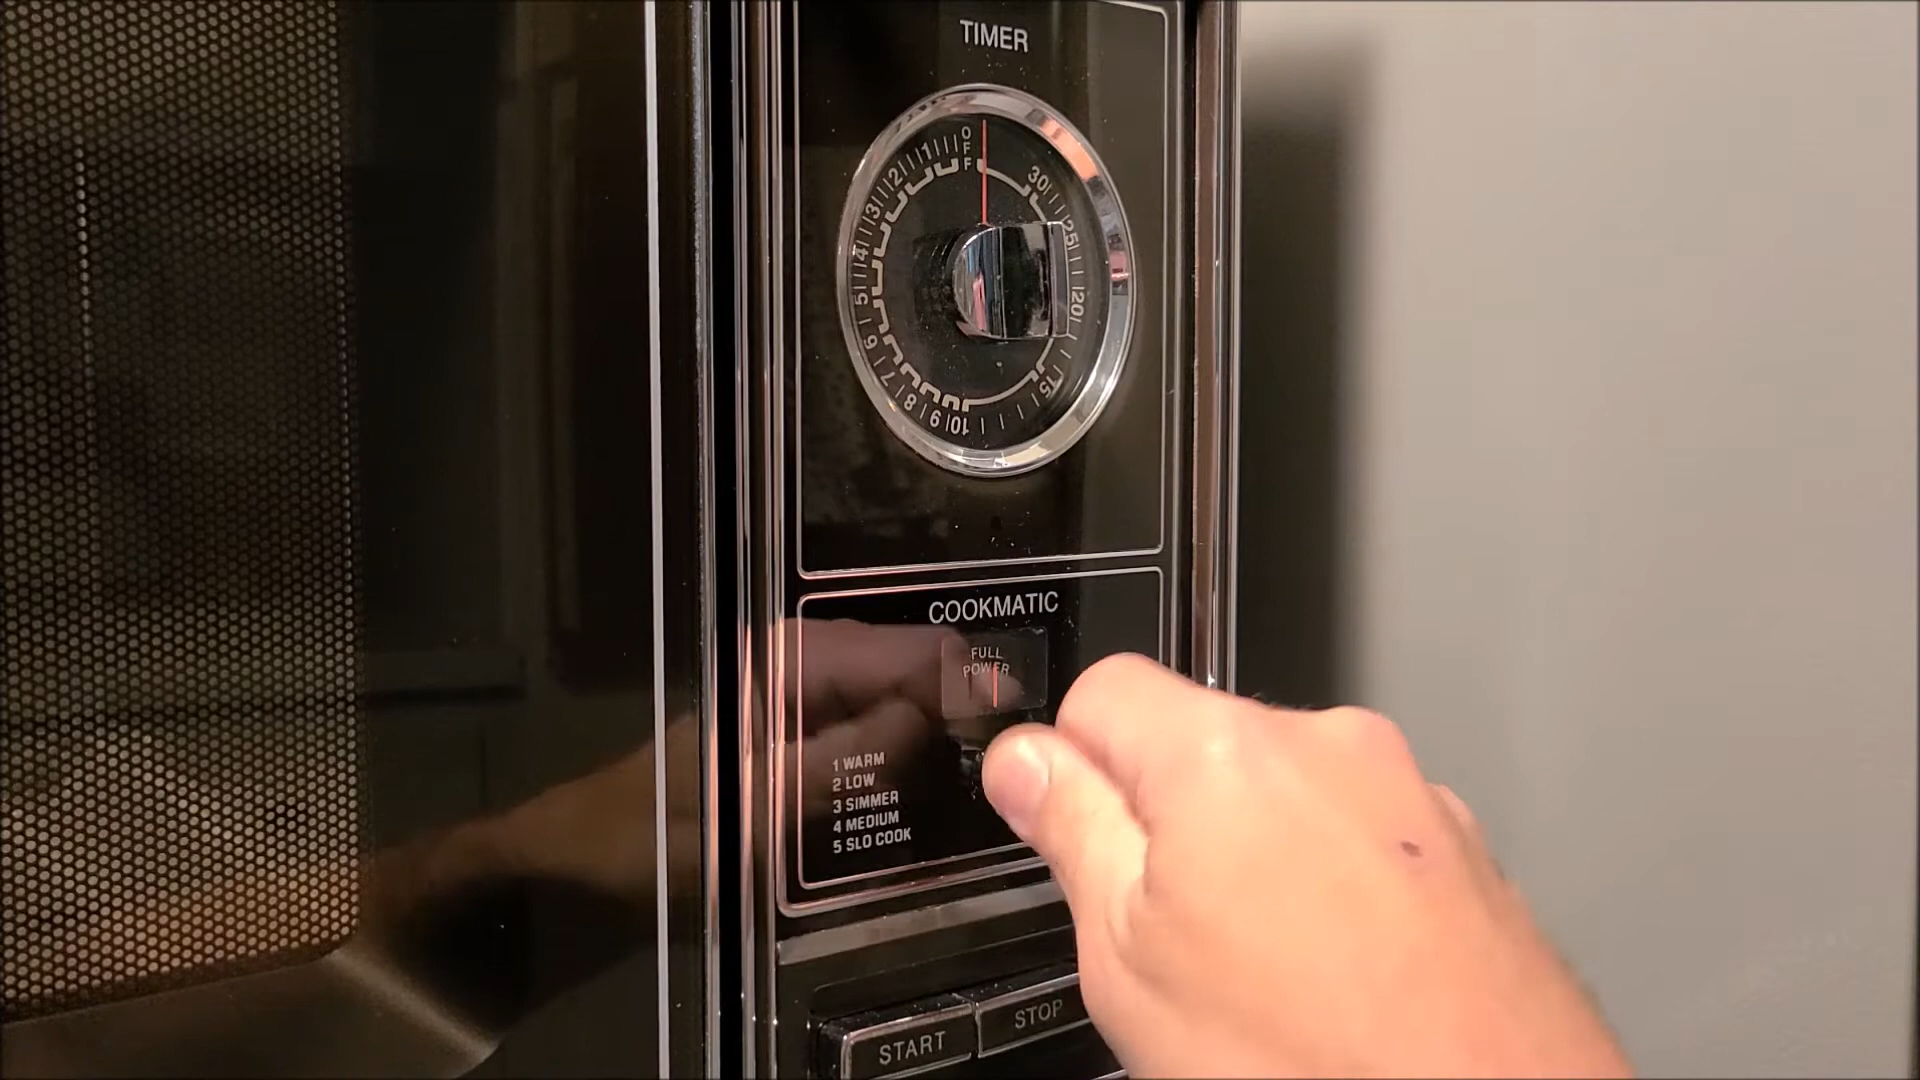 TIMER
OFF
1
2
3
4
5
6
7
8
9
10
15
20
25
30
COOKMATIC
FULL
POWER
1 WARM
2 LOW
3 SIMMER
4 MEDIUM
5 SLO COOK
START
STOP